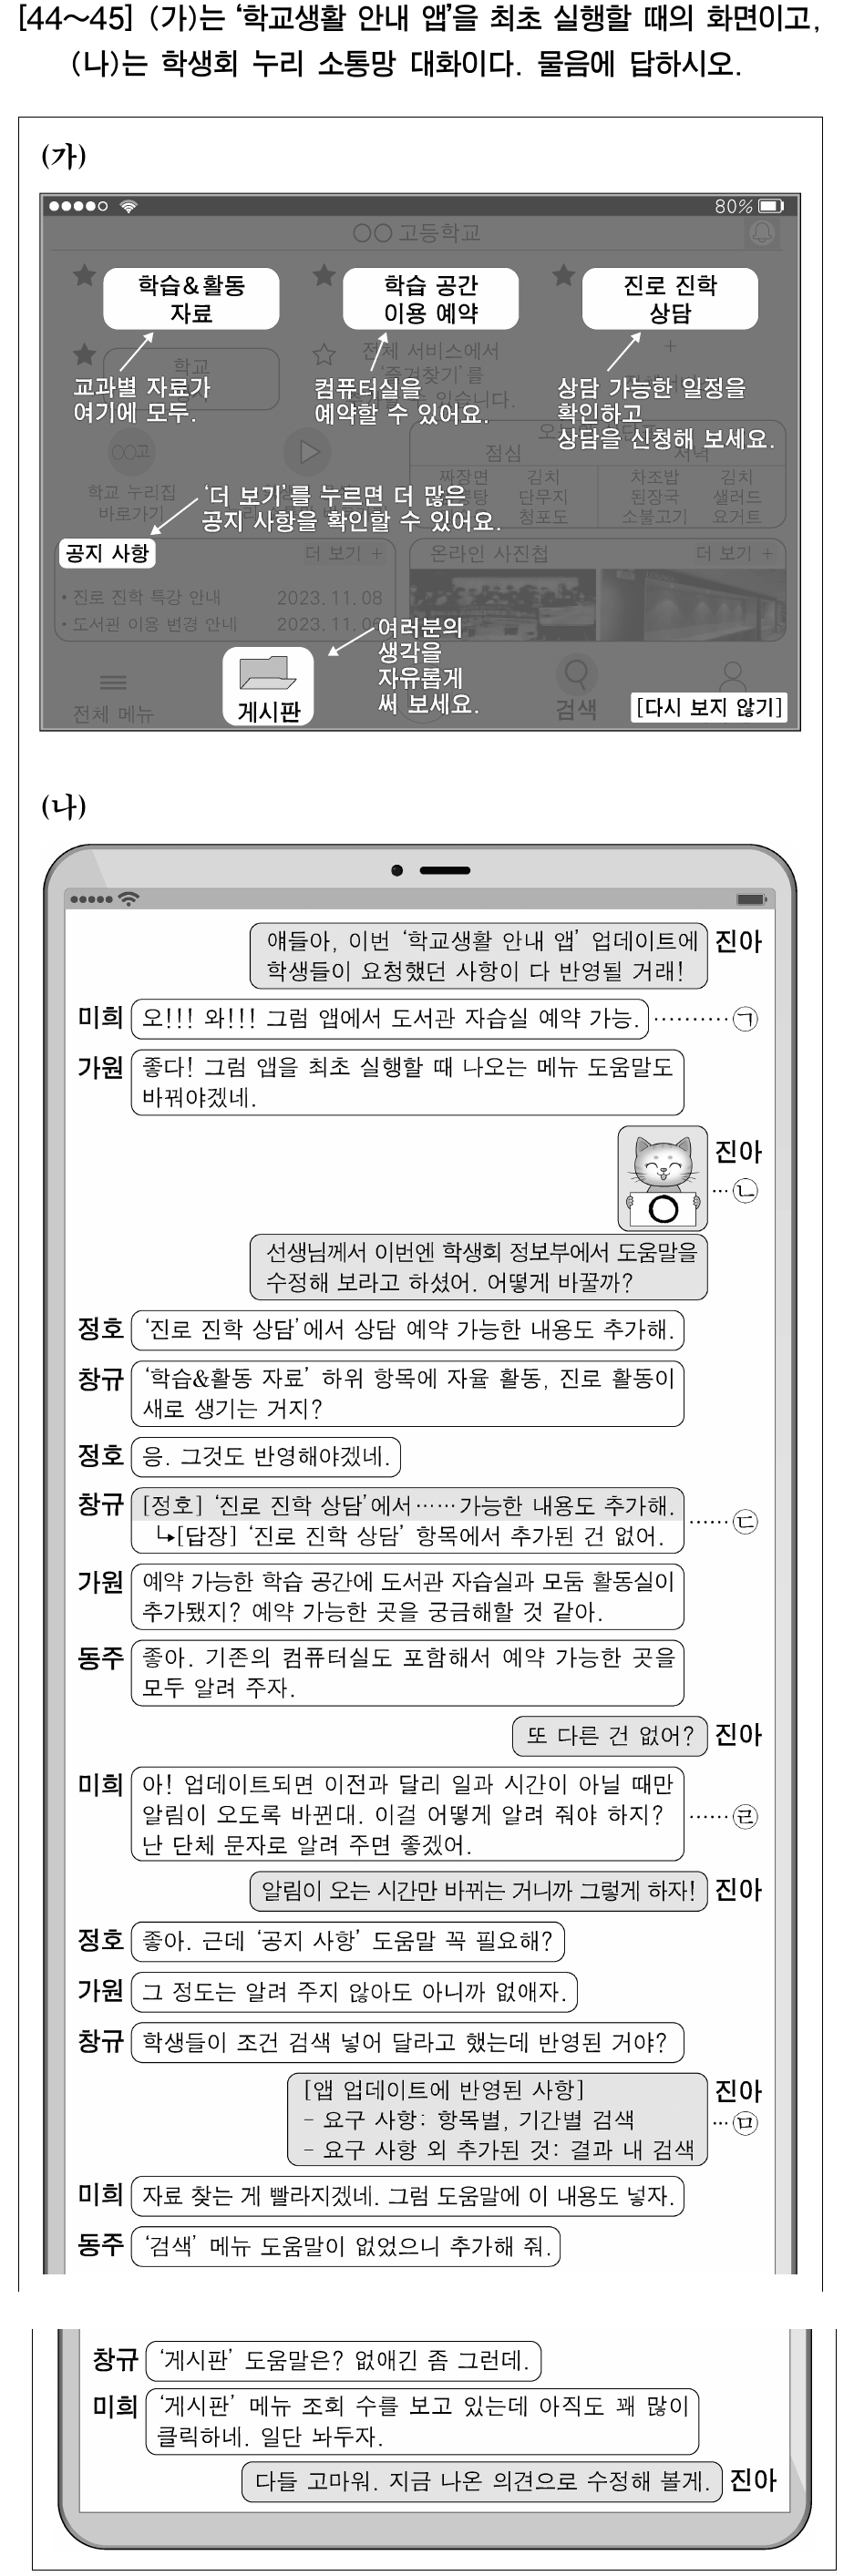 [44~45] (가)는 ‘학교생활 안내 앱’을 최초 실행할 때의 화면이고,
(나)는 학생회 누리 소통망 대화이다. 물음에 답하시오.
(가)
80%
○○고등학교
학습&활동
자료
학습 공간
이용 예약
진로 진학
상담
학교
전체 서비스에서
‘즐겨찾기’를
+
교과별 자료가
여기에 모두.
컴퓨터실을
예약할 수 있어요.
상담 가능한 일정을
확인하고
상담을 신청해 보세요.
○○고
학교 누리집
바로가기
점심
저녁
짜장면 김치
단무지
청포도
차조밥 김치
된장국 샐러드
소불고기 요거트
‘더 보기’를 누르면 더 많은
공지 사항을 확인할 수 있어요.
공지 사항
더 보기 +
• 진로 진학 특강 안내 2023. 11. 08
• 도서관 이용 변경 안내 2023. 11. 06
온라인 사진첩
더 보기 +
여러분의
생각을
자유롭게
써 보세요.
전체 메뉴
게시판
검색
[다시 보지 않기]
(나)
얘들아, 이번 ‘학교생활 안내 앱’ 업데이트에 진아
학생들이 요청했던 사항이 다 반영될 거래!
미희 오!!! 와!!! 그럼 앱에서 도서관 자습실 예약 가능. ··········㉠
가원 좋다! 그럼 앱을 최초 실행할 때 나오는 메뉴 도움말도
바꿔야겠네.
진아
···㉡
선생님께서 이번엔 학생회 정보부에서 도움말을
수정해 보라고 하셨어. 어떻게 바꿀까?
정호 ‘진로 진학 상담’에서 상담 예약 가능한 내용도 추가해.
창규 ‘학습&활동 자료’ 하위 항목에 자율 활동, 진로 활동이
새로 생기는 거지?
정호 응. 그것도 반영해야겠네.
창규 [정호] ‘진로 진학 상담’에서……가능한 내용도 추가해.
↳[답장] ‘진로 진학 상담’ 항목에서 추가된 건 없어. ······㉢
가원 예약 가능한 학습 공간에 도서관 자습실과 모둠 활동실이
추가됐지? 예약 가능한 곳을 궁금해할 것 같아.
동주 좋아. 기존의 컴퓨터실도 포함해서 예약 가능한 곳을
모두 알려 주자.
또 다른 건 없어? 진아
미희 아! 업데이트되면 이전과 달리 일과 시간이 아닐 때만
알림이 오도록 바뀐대. 이걸 어떻게 알려 줘야 하지? ······㉣
난 단체 문자로 알려 주면 좋겠어.
알림이 오는 시간만 바뀌는 거니까 그렇게 하자! 진아
정호 좋아. 근데 ‘공지 사항’ 도움말 꼭 필요해?
가원 그 정도는 알려 주지 않아도 아니까 없애자.
창규 학생들이 조건 검색 넣어 달라고 했는데 반영된 거야?
[앱 업데이트에 반영된 사항] 진아
- 요구 사항: 항목별, 기간별 검색 ···㉤
- 요구 사항 외 추가된 것: 결과 내 검색
미희 자료 찾는 게 빨라지겠네. 그럼 도움말에 이 내용도 넣자.
동주 ‘검색’ 메뉴 도움말이 없었으니 추가해 줘.
창규 ‘게시판’ 도움말은? 없애긴 좀 그런데.
미희 ‘게시판’ 메뉴 조회 수를 보고 있는데 아직도 꽤 많이
클릭하네. 일단 놔두자.
다들 고마워. 지금 나온 의견으로 수정해 볼게. 진아